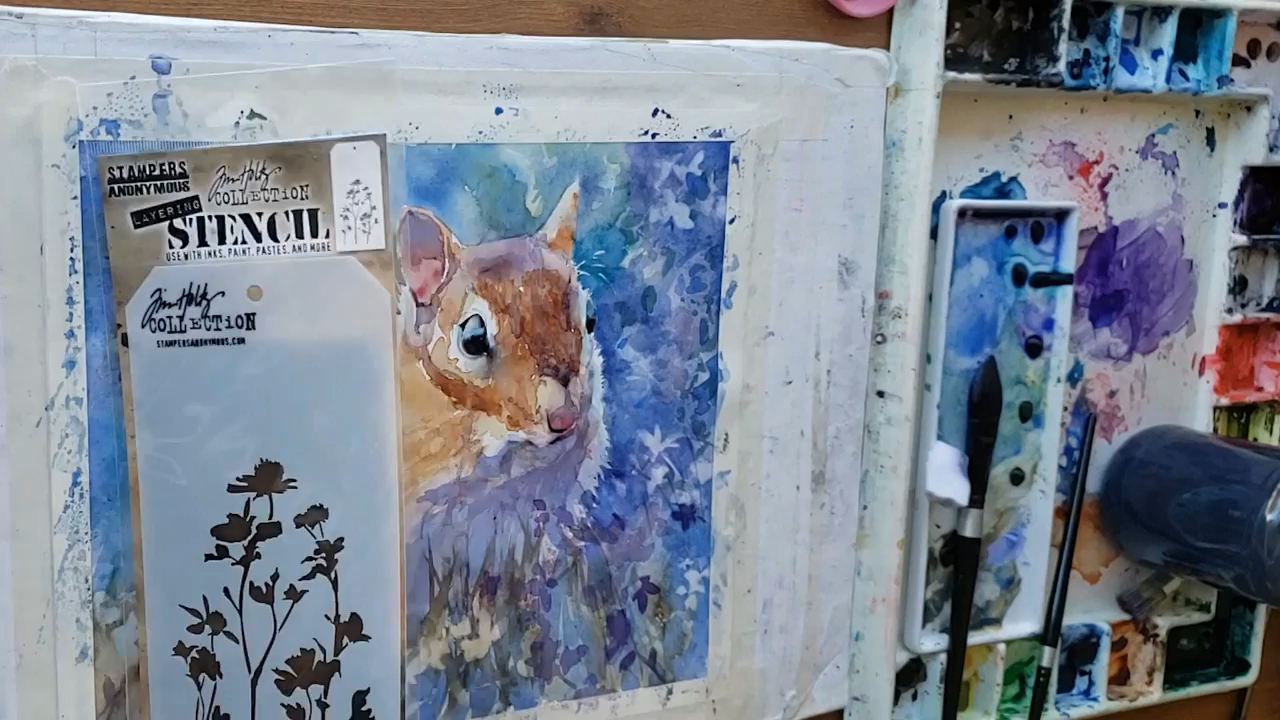 STAMPERS
ANONYMOUS
Tim Holtz
COLLECTION
LAYERING
STENCIL
USE WITH INKS, PAINT, PASTES, AND MORE
Tim Holtz
COLLECTION
STAMPERSANONYMOUS.COM